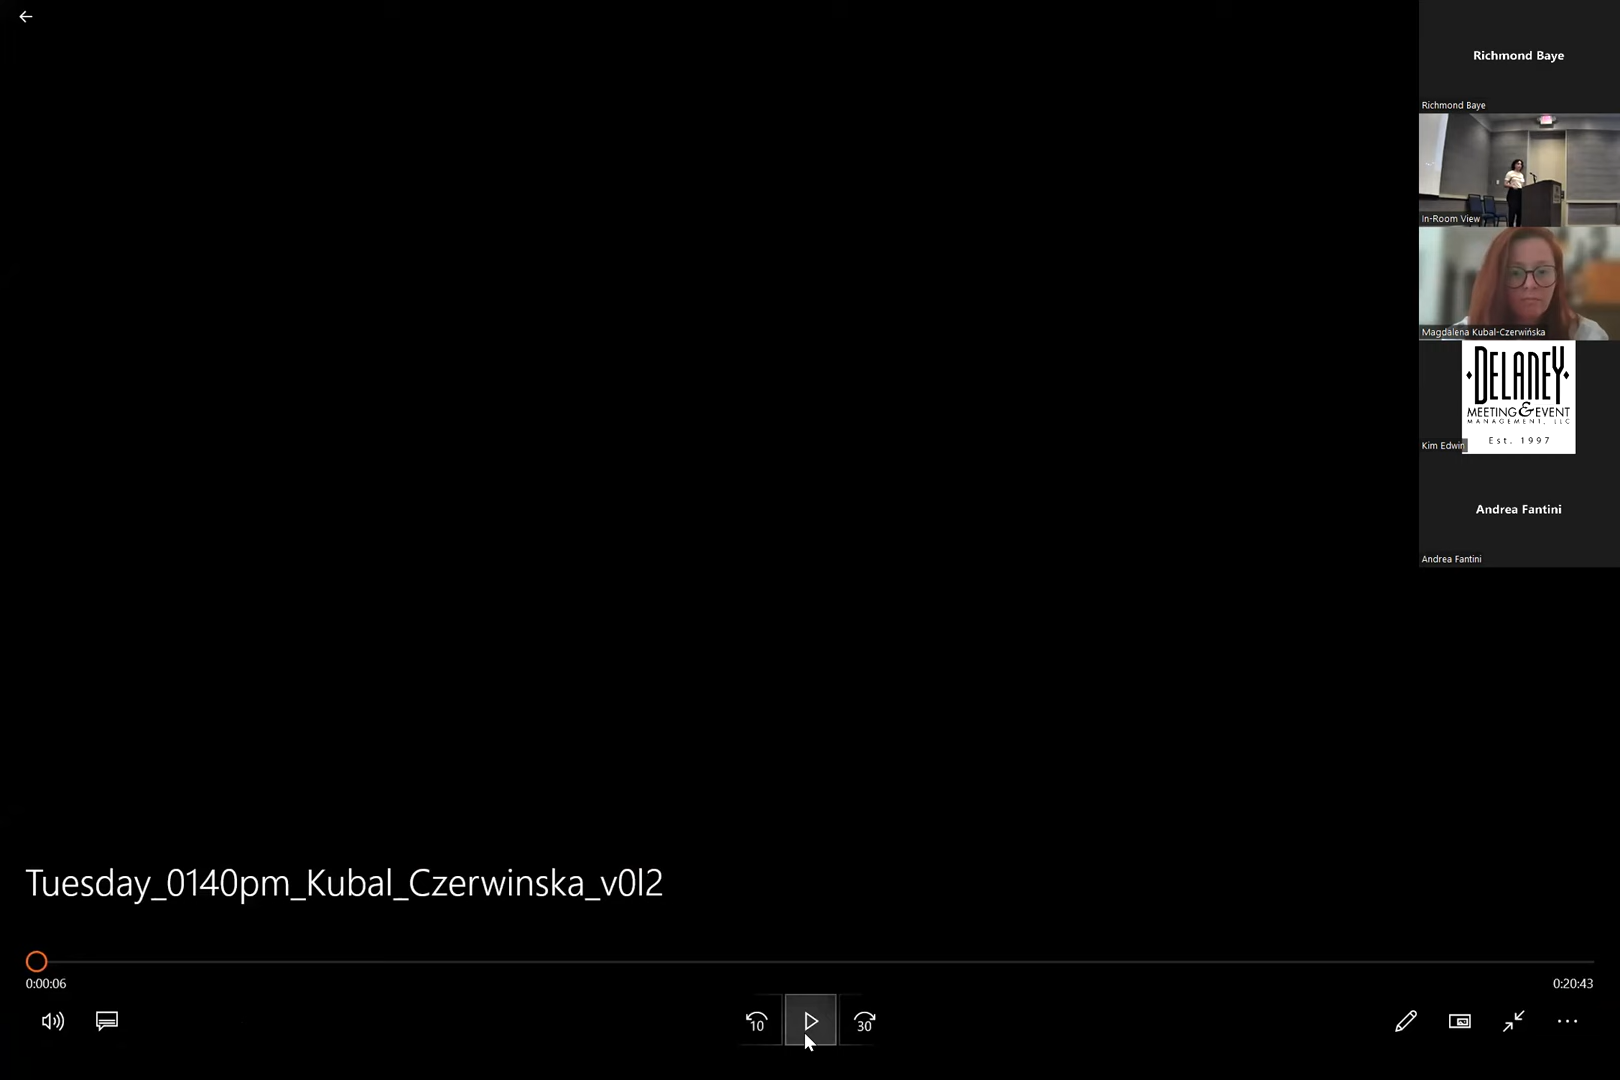 Richmond Baye
Richmond Baye
In-Room View
Magdalena Kubal-Czerwińska
DELANEY
MEETING & EVENT
MANAGEMENT, LLC
Est. 1997
Kim Edwin
Andrea Fantini
Andrea Fantini
Tuesday_0140pm_Kubal_Czerwinska_v0l2
0:00:06
0:20:43
10
30